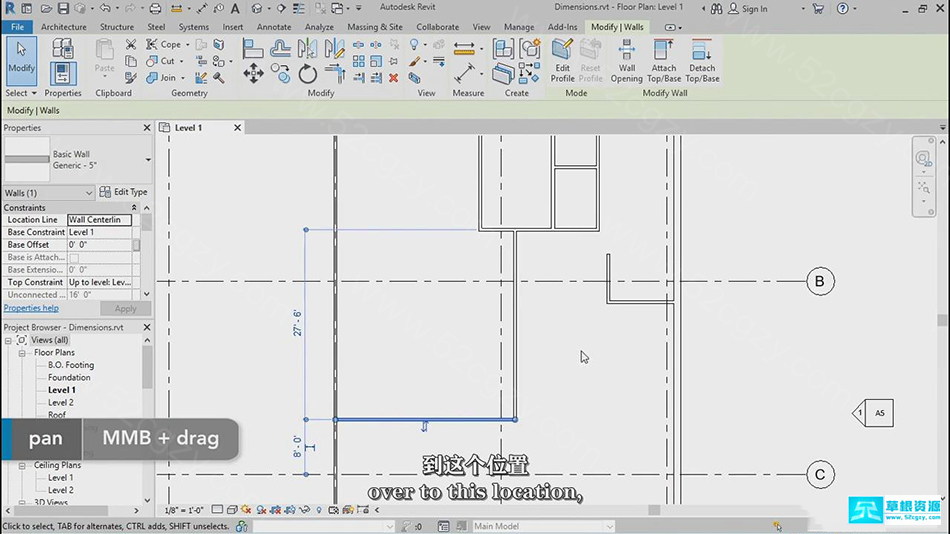 Autodesk Revit
Dimensions.rvt - Floor Plan: Level 1
Sign In
File
Architecture
Structure
Annotate
Analyze
Collaborate
View
Manage
Add-Ins
Modify | Walls
Modify
Paste
Cope
Cut
Join
Edit Profile
Reset Profile
Wall Opening
Attach Top/Base
Detach Top/Base
Select
Properties
Clipboard
Geometry
Modify
View
Measure
Create
Mode
Modify Wall
Modify | Walls
Properties
Level 1
Basic Wall
Generic - 5"
Walls (1)
Edit Type
Constraints
Location Line
Wall Centerlin
Base Constraint
Level 1
Base Offset
0' 0"
Base is Attach...
Base Extensio...
0' 0"
Top Constraint
Up to level: Lev...
Unconnected ...
16' 0"
Properties help
Apply
Project Browser - Dimensions.rvt
Views (all)
Floor Plans
B.O. Footing
Foundation
Level 1
Level 2
Roof
Ceiling Plans
Level 1
Level 2
3D Views
27' - 6"
8' - 0"
B
C
1
A5
pan
MMB + drag
到这个位置
over to this location,
1/8" = 1'-0"
Click to select, TAB for alternates, CTRL adds, SHIFT unselects.
:0
Main Model
草根资源
www.52cgzy.com